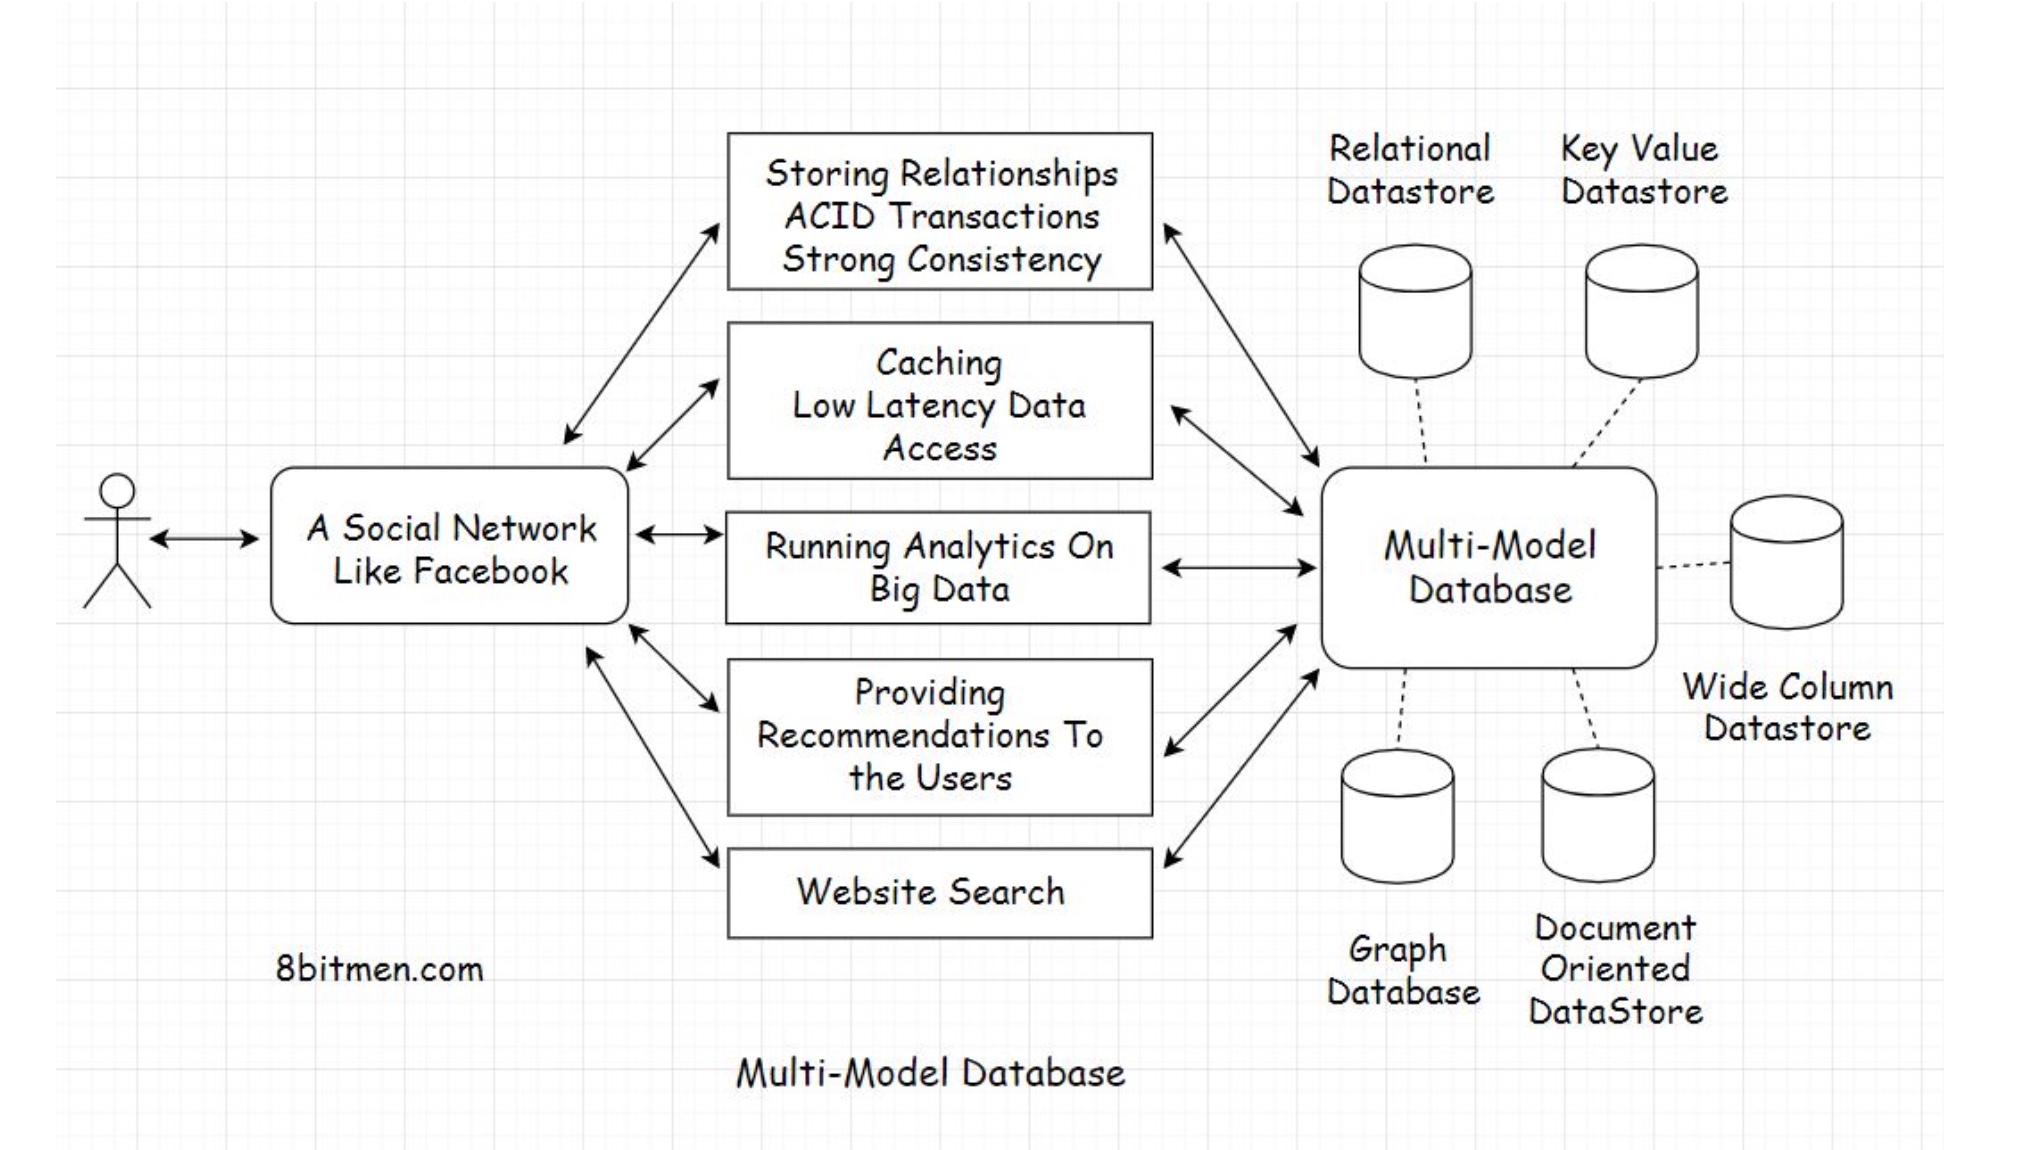 Storing Relationships
ACID Transactions
Strong Consistency
Caching
Low Latency Data
Access
Running Analytics On
Big Data
Providing
Recommendations To
the Users
Website Search
A Social Network
Like Facebook
Relational
Datastore
Key Value
Datastore
Multi-Model
Database
Wide Column
Datastore
Graph
Database
Document
Oriented
DataStore
8bitmen.com
Multi-Model Database